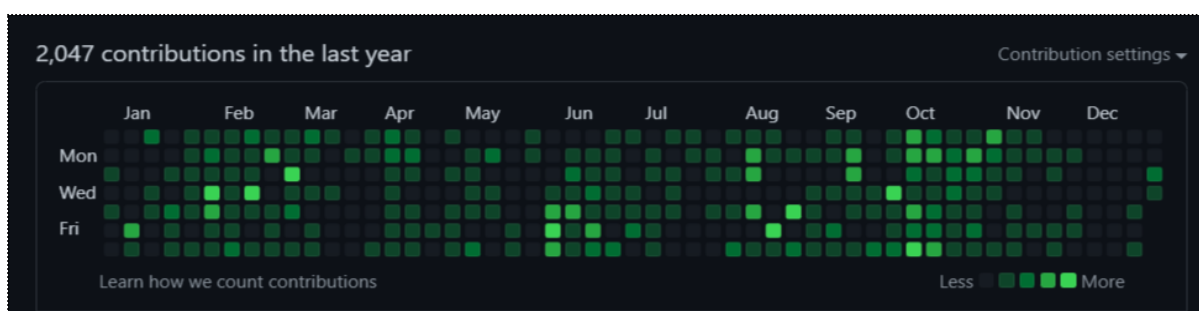 2,047 contributions in the last year
Contribution settings
Jan Feb Mar Apr May Jun Jul Aug Sep Oct Nov Dec
Mon
Wed
Fri
Learn how we count contributions
Less More